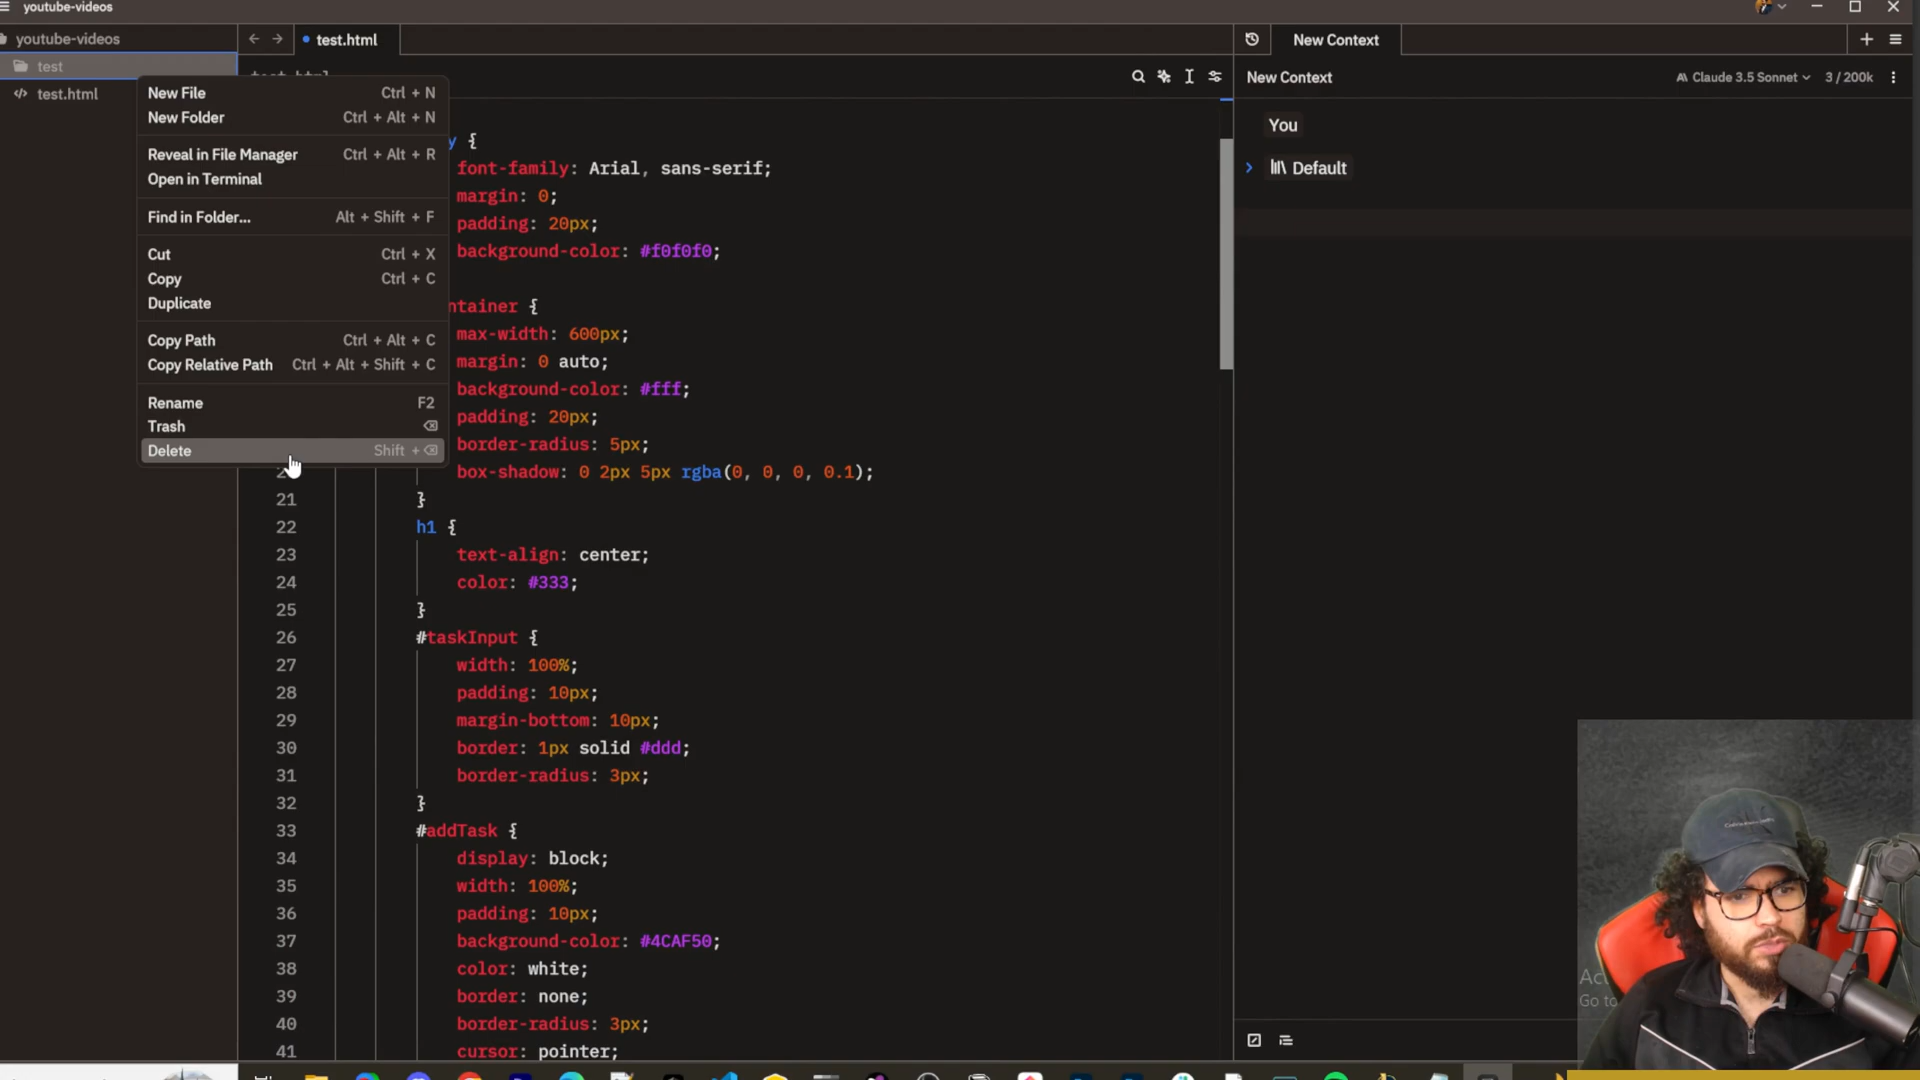 youtube-videos
youtube-videos
test.html
New Context
test
test.html
New Context
Claude 3.5 Sonnet
3 / 200k
test.html
New File Ctrl + N
New Folder Ctrl + Alt + N
Reveal in File Manager Ctrl + Alt + R
Open in Terminal
Find in Folder... Alt + Shift + F
Cut Ctrl + X
Copy Ctrl + C
Duplicate
Copy Path Ctrl + Alt + C
Copy Relative Path Ctrl + Alt + Shift + C
Rename F2
Trash
Delete Shift +
y {
font-family: Arial, sans-serif;
margin: 0;
padding: 20px;
background-color: #f0f0f0;
ntainer {
max-width: 600px;
margin: 0 auto;
background-color: #fff;
padding: 20px;
border-radius: 5px;
box-shadow: 0 2px 5px rgba(0, 0, 0, 0.1);
21 }
22 h1 {
23 text-align: center;
24 color: #333;
25 }
26 #taskInput {
27 width: 100%;
28 padding: 10px;
29 margin-bottom: 10px;
30 border: 1px solid #ddd;
31 border-radius: 3px;
32 }
33 #addTask {
34 display: block;
35 width: 100%;
36 padding: 10px;
37 background-color: #4CAF50;
38 color: white;
39 border: none;
40 border-radius: 3px;
41 cursor: pointer;
You
Default
Go to